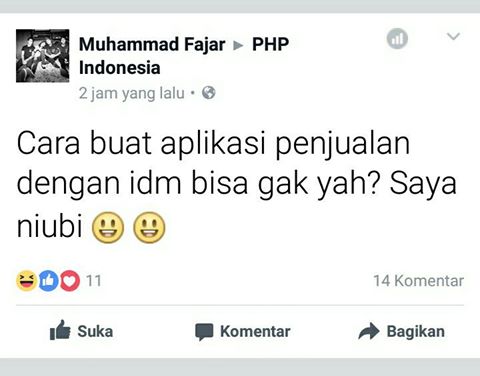 Muhammad Fajar ▸ PHP
Indonesia
2 jam yang lalu •
Cara buat aplikasi penjualan
dengan idm bisa gak yah? Saya
niubi 😃 😃
11
14 Komentar
Suka
Komentar
Bagikan